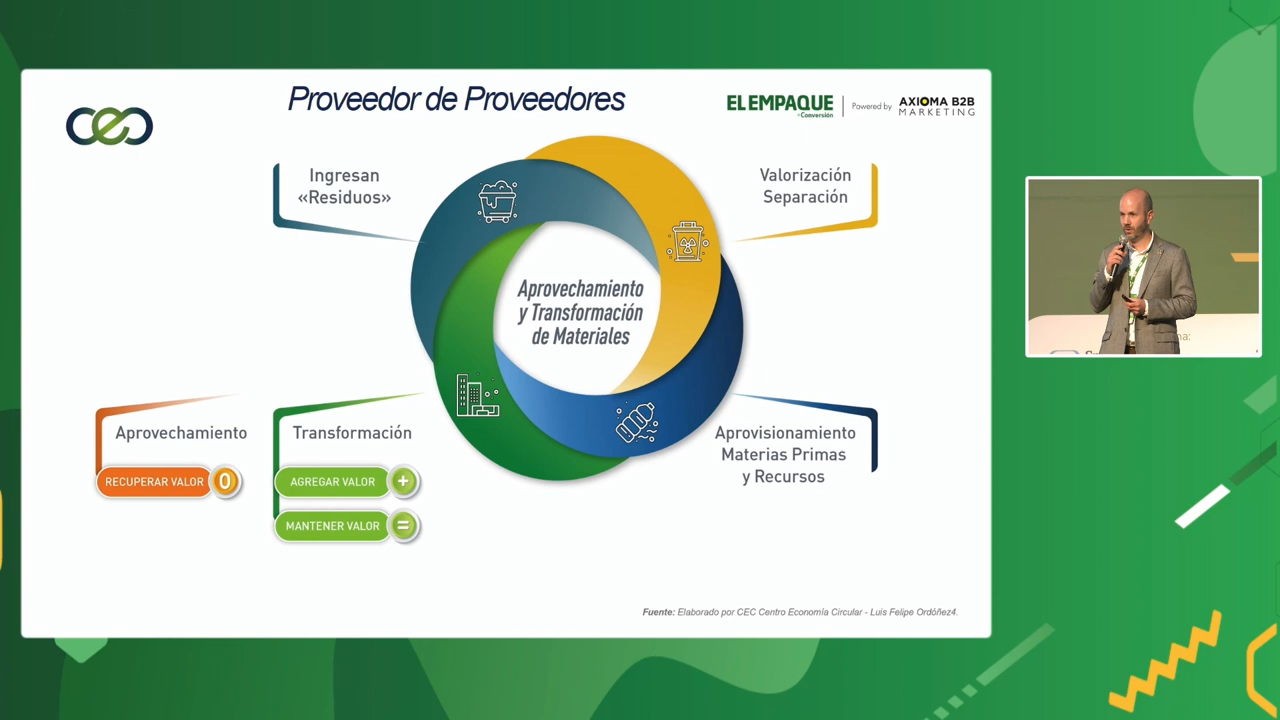 Proveedor de Proveedores
cec
EL EMPAQUE
+Conversión
Powered by
AXIOMA B2B
MARKETING
Ingresan
«Residuos»
Valorización
Separación
Aprovechamiento
y Transformación
de Materiales
Aprovechamiento
RECUPERAR VALOR 0
Transformación
AGREGAR VALOR +
MANTENER VALOR =
Aprovisionamiento
Materias Primas
y Recursos
Fuente: Elaborado por CEC Centro Economía Circular - Luis Felipe Ordóñez4.